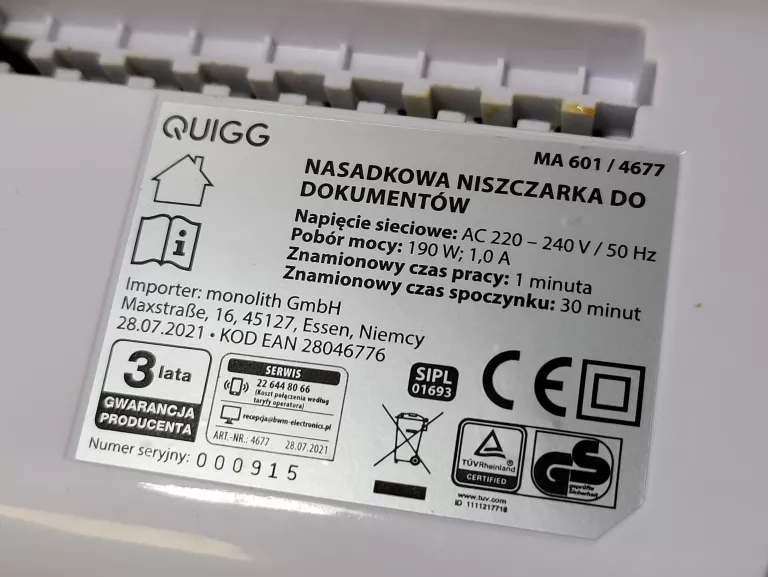 QUIGG
MA 601 / 4677
NASADKOWA NISZCZARKA DO
DOKUMENTÓW
Napięcie sieciowe: AC 220 – 240 V / 50 Hz
Pobór mocy: 190 W; 1,0 A
Znamionowy czas pracy: 1 minuta
Znamionowy czas spoczynku: 30 minut
Importer: monolith GmbH
Maxstraße, 16, 45127, Essen, Niemcy
28.07.2021 • KOD EAN 28046776
3 lata
GWARANCJA
PRODUCENTA
SERWIS
22 644 80 66
(Koszt połączenia według
taryfy operatora)
recepcja@bwm-electronics.pl
ART.-NR.: 4677 28.07.2021
SIPL
01693
CE
TÜVRheinland®
CERTIFIED
GS
geprüfte
Sicherheit
www.tuv.com
ID 1111217718
Numer seryjny: 000915